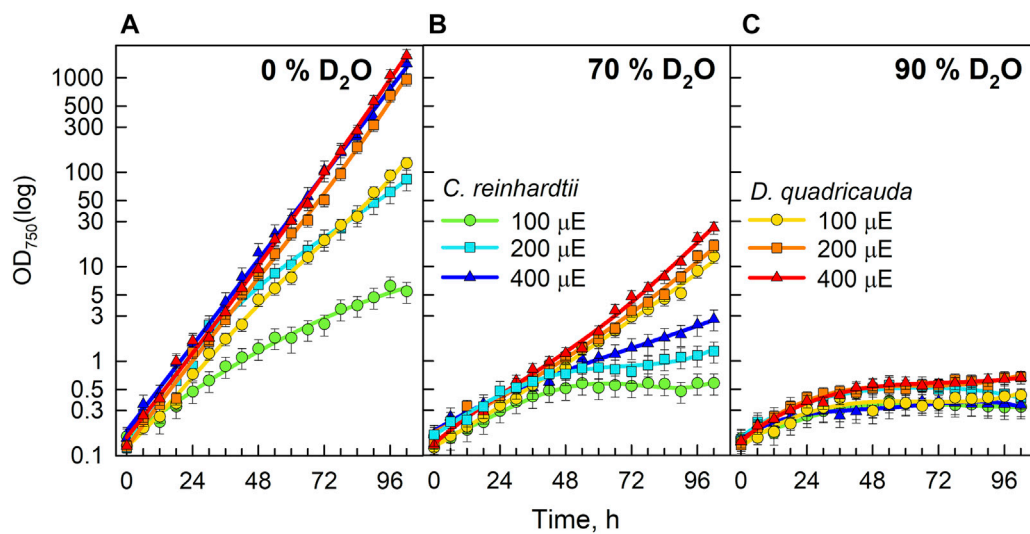 A B C
0 % D₂O 70 % D₂O 90 % D₂O
OD₇₅₀(log)
1000
500
300
100
50
30
10
5
3
1
0.5
0.3
0.1
C. reinhardtii
100 µE
200 µE
400 µE
D. quadricauda
100 µE
200 µE
400 µE
0 24 48 72 96 0 24 48 72 96 0 24 48 72 96
Time, h